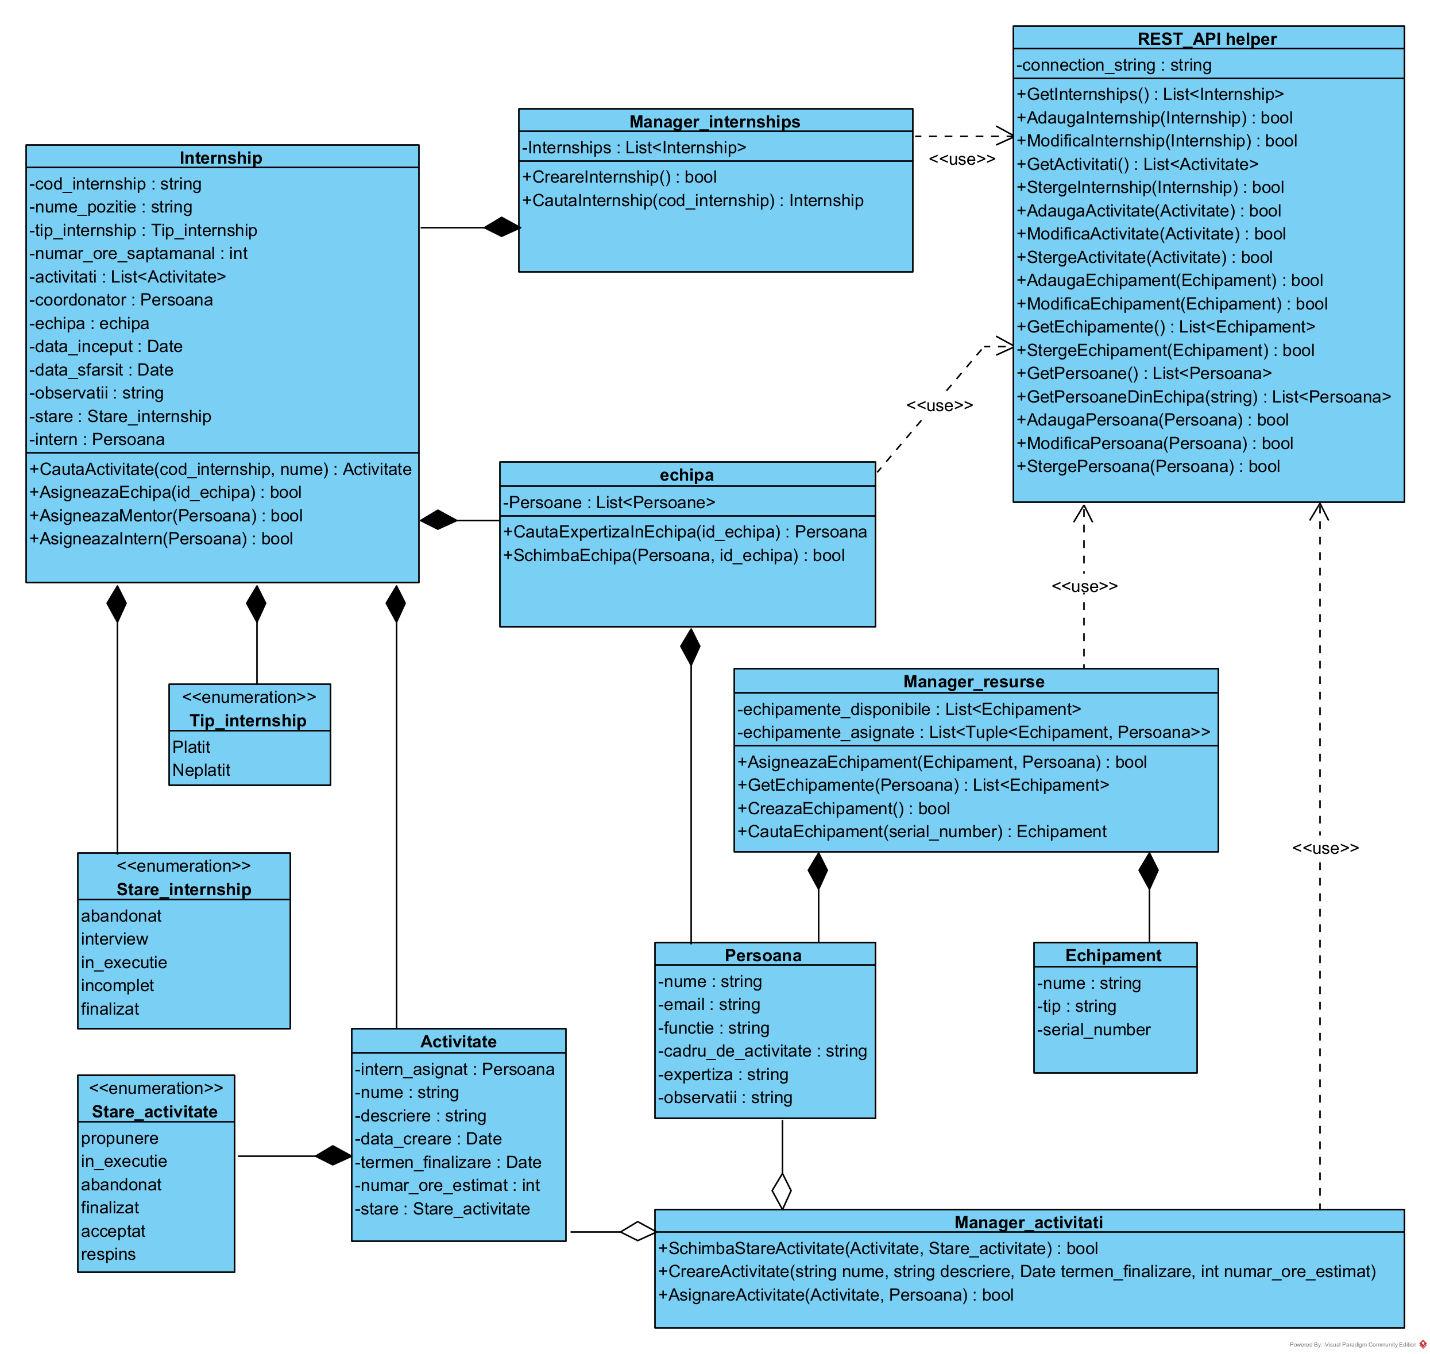 REST_API helper
-connection_string : string
+GetInternships() : List<Internship>
+AdaugaInternship(Internship) : bool
+ModificaInternship(Internship) : bool
+GetActivitati() : List<Activitate>
+StergeInternship(Internship) : bool
+AdaugaActivitate(Activitate) : bool
+ModificaActivitate(Activitate) : bool
+StergeActivitate(Activitate) : bool
+AdaugaEchipament(Echipament) : bool
+ModificaEchipament(Echipament) : bool
+GetEchipamente() : List<Echipament>
+StergeEchipament(Echipament) : bool
+GetPersoane() : List<Persoana>
+GetPersoaneDinEchipa(string) : List<Persoana>
+AdaugaPersoana(Persoana) : bool
+ModificaPersoana(Persoana) : bool
+StergePersoana(Persoana) : bool
Manager_internships
-Internships : List<Internship>
+CreareInternship() : bool
+CautaInternship(cod_internship) : Internship
<<use>>
Internship
-cod_internship : string
-nume_pozitie : string
-tip_internship : Tip_internship
-numar_ore_saptamanal : int
-activitati : List<Activitate>
-coordonator : Persoana
-echipa : echipa
-data_inceput : Date
-data_sfarsit : Date
-observatii : string
-stare : Stare_internship
-intern : Persoana
+CautaActivitate(cod_internship, nume) : Activitate
+AsigneazaEchipa(id_echipa) : bool
+AsigneazaMentor(Persoana) : bool
+AsigneazaIntern(Persoana) : bool
<<use>>
echipa
-Persoane : List<Persoane>
+CautaExpertizaInEchipa(id_echipa) : Persoana
+SchimbaEchipa(Persoana, id_echipa) : bool
<<use>>
<<enumeration>>
Tip_internship
Platit
Neplatit
Manager_resurse
-echipamente_disponibile : List<Echipament>
-echipamente_asignate : List<Tuple<Echipament, Persoana>>
+AsigneazaEchipament(Echipament, Persoana) : bool
+GetEchipamente(Persoana) : List<Echipament>
+CreazaEchipament() : bool
+CautaEchipament(serial_number) : Echipament
<<use>>
<<enumeration>>
Stare_internship
abandonat
interview
in_executie
incomplet
finalizat
Persoana
-nume : string
-email : string
-functie : string
-cadru_de_activitate : string
-expertiza : string
-observatii : string
Echipament
-nume : string
-tip : string
-serial_number
Activitate
-intern_asignat : Persoana
-nume : string
-descriere : string
-data_creare : Date
-termen_finalizare : Date
-numar_ore_estimat : int
-stare : Stare_activitate
<<enumeration>>
Stare_activitate
propunere
in_executie
abandonat
finalizat
acceptat
respins
Manager_activitati
+SchimbaStareActivitate(Activitate, Stare_activitate) : bool
+CreareActivitate(string nume, string descriere, Date termen_finalizare, int numar_ore_estimat)
+AsignareActivitate(Activitate, Persoana) : bool
Powered By: Visual Paradigm Community Edition